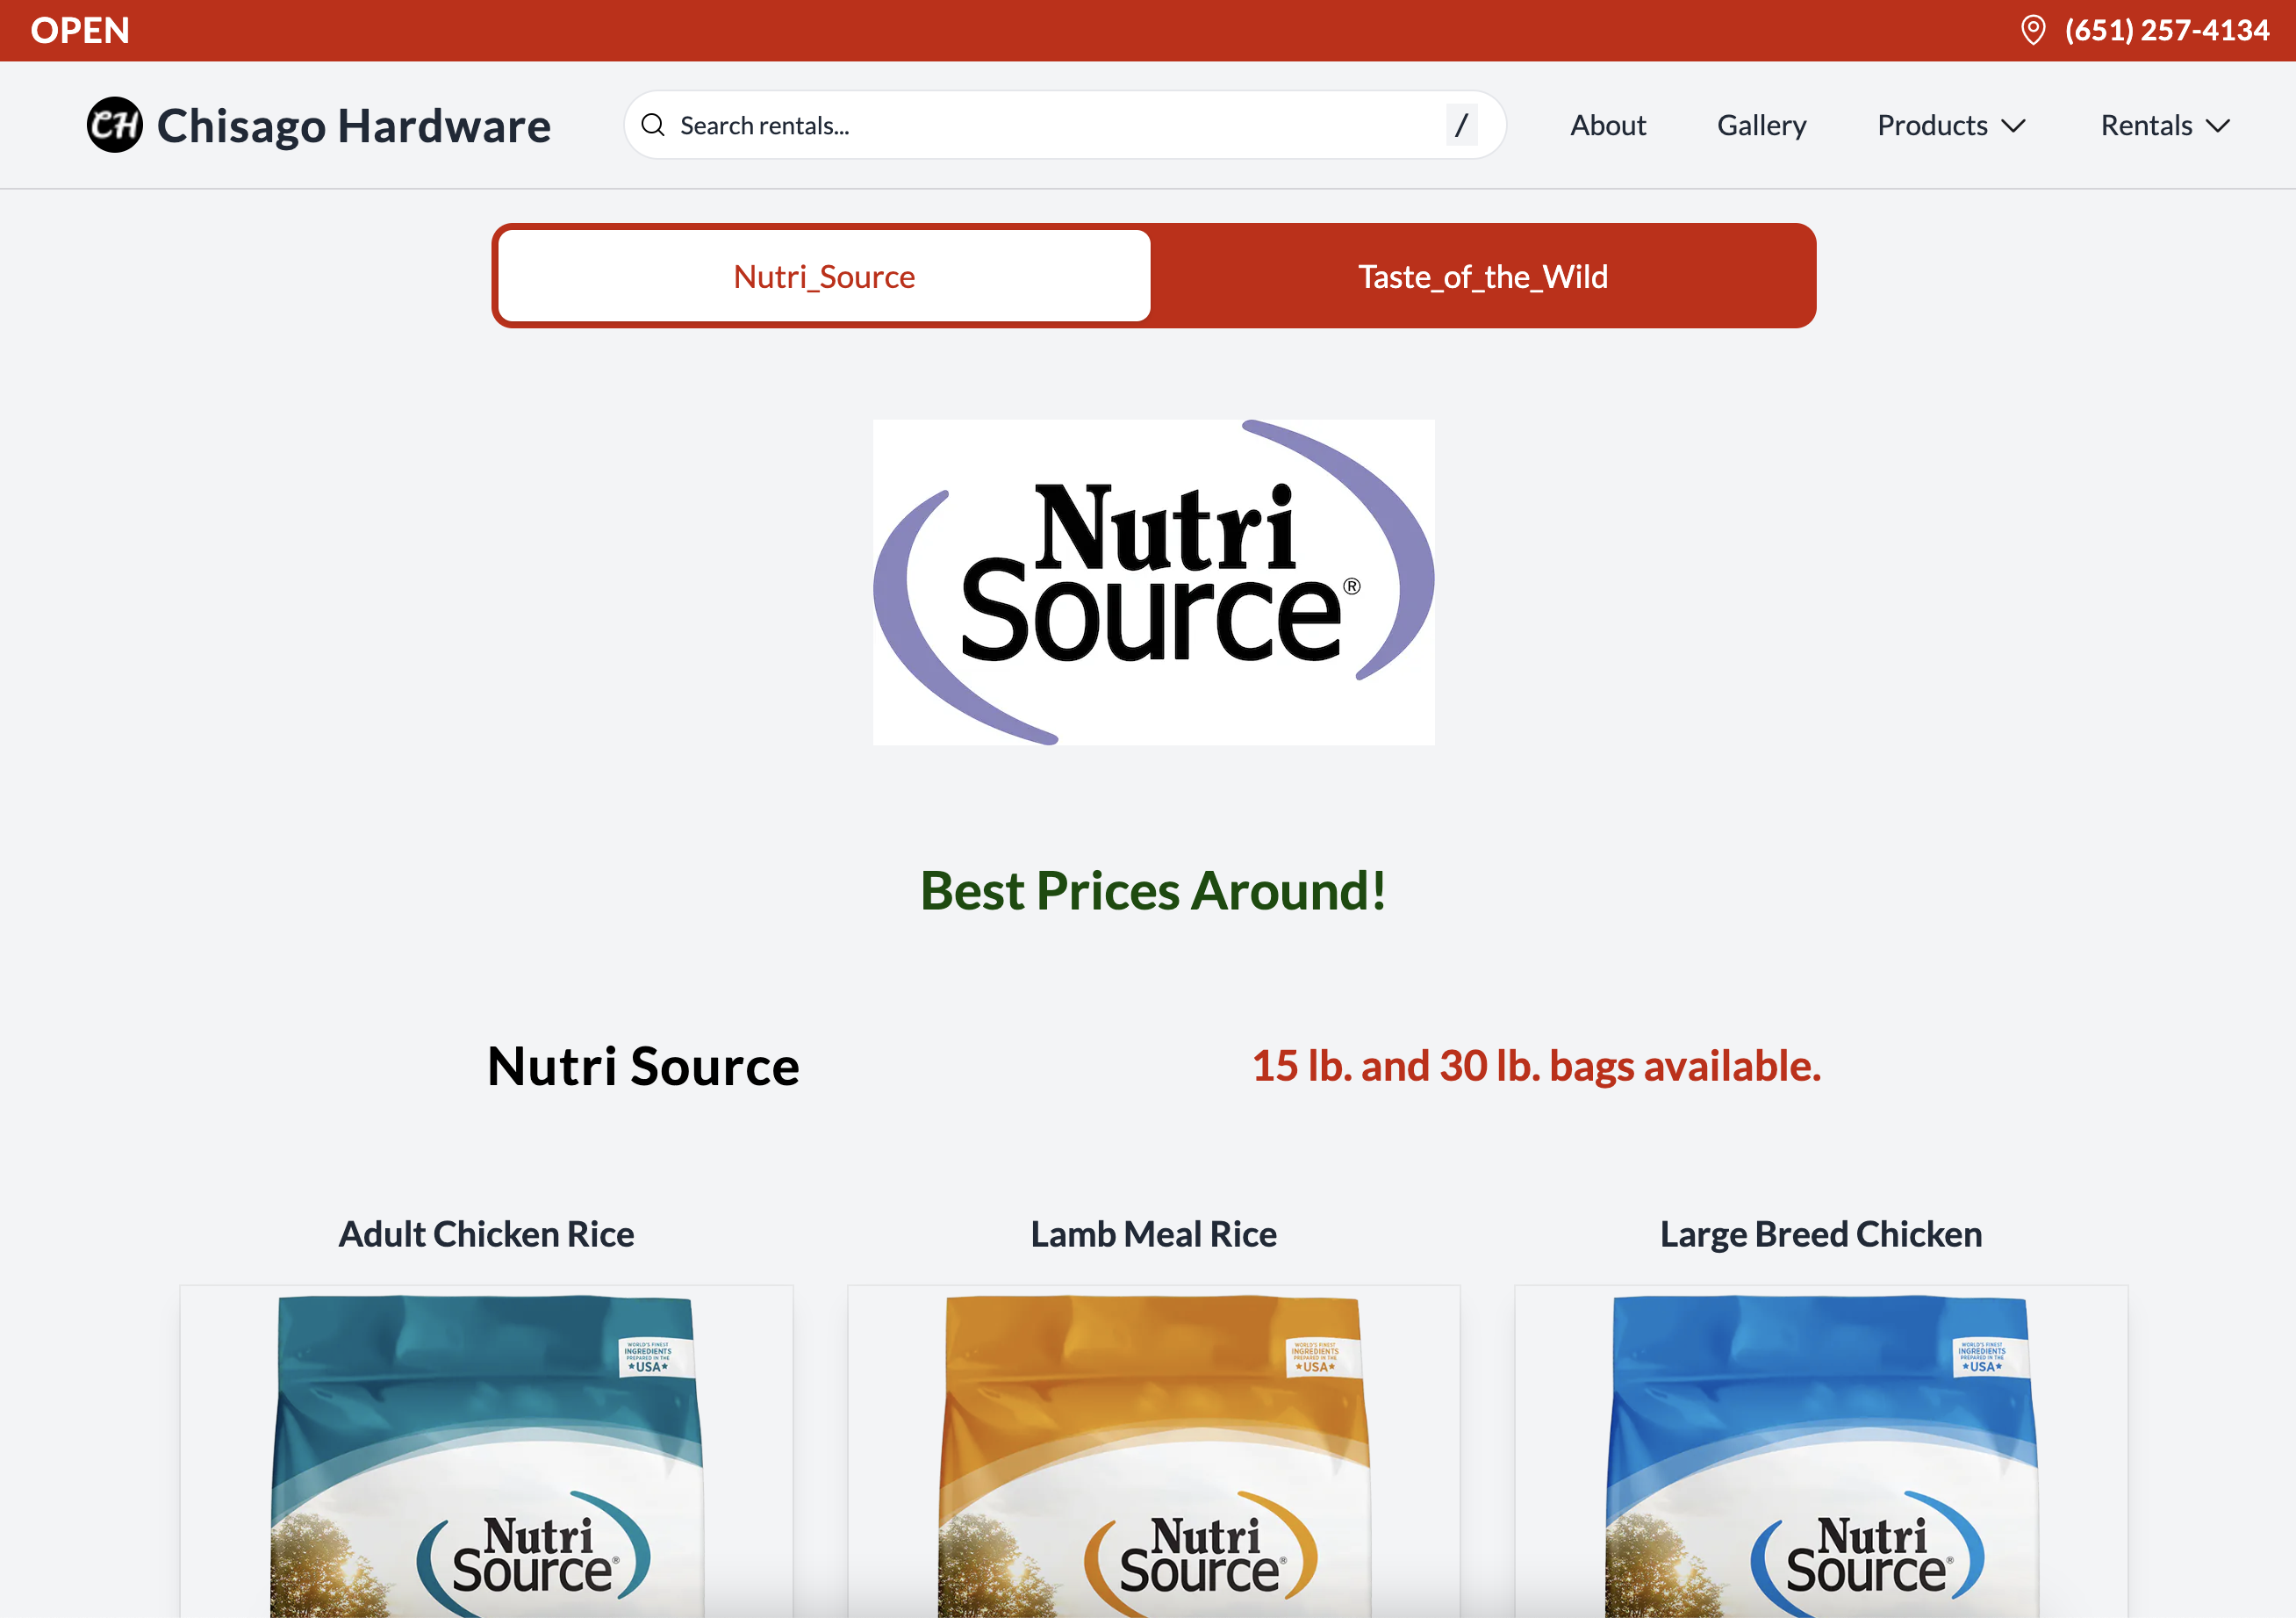 OPEN
(651) 257-4134
CH Chisago Hardware
Search rentals...
/
About
Gallery
Products
Rentals
Nutri_Source
Taste_of_the_Wild
Nutri
Source®
Best Prices Around!
Nutri Source
15 lb. and 30 lb. bags available.
Adult Chicken Rice
Lamb Meal Rice
Large Breed Chicken
WORLD'S FINEST
INGREDIENTS
PREPARED IN THE
★USA★
Nutri
Source®
WORLD'S FINEST
INGREDIENTS
PREPARED IN THE
★USA★
Nutri
Source®
WORLD'S FINEST
INGREDIENTS
PREPARED IN THE
★USA★
Nutri
Source®